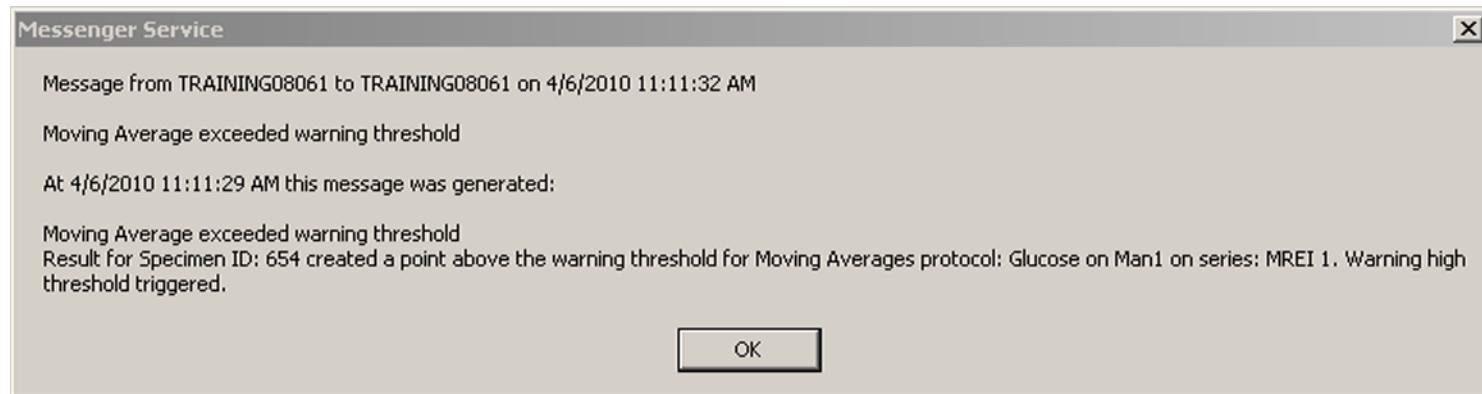 Messenger Service
Message from TRAINING08061 to TRAINING08061 on 4/6/2010 11:11:32 AM
Moving Average exceeded warning threshold
At 4/6/2010 11:11:29 AM this message was generated:
Moving Average exceeded warning threshold
Result for Specimen ID: 654 created a point above the warning threshold for Moving Averages protocol: Glucose on Man1 on series: MREI 1. Warning high
threshold triggered.
OK